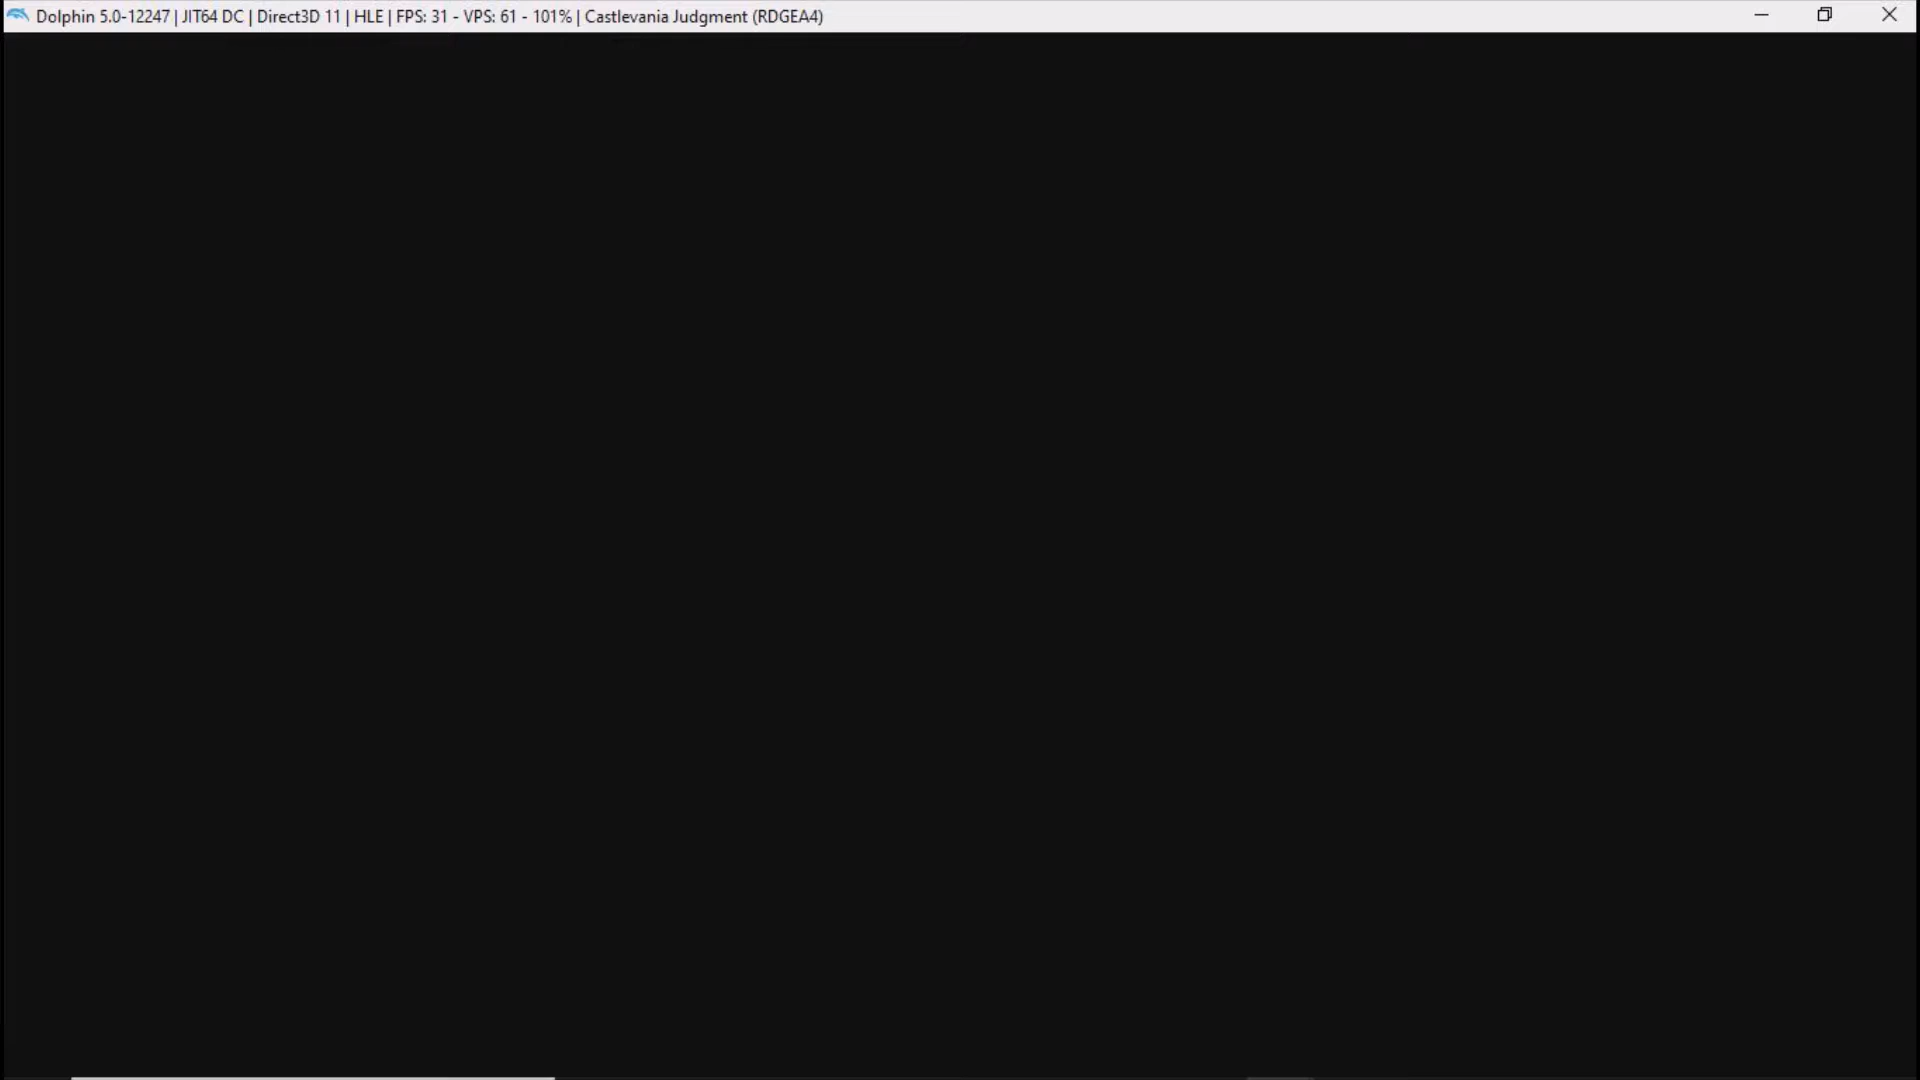 Dolphin 5.0-12247 | JIT64 DC | Direct3D 11 | HLE | FPS: 31 - VPS: 61 - 101% | Castlevania Judgment (RDGEA4)